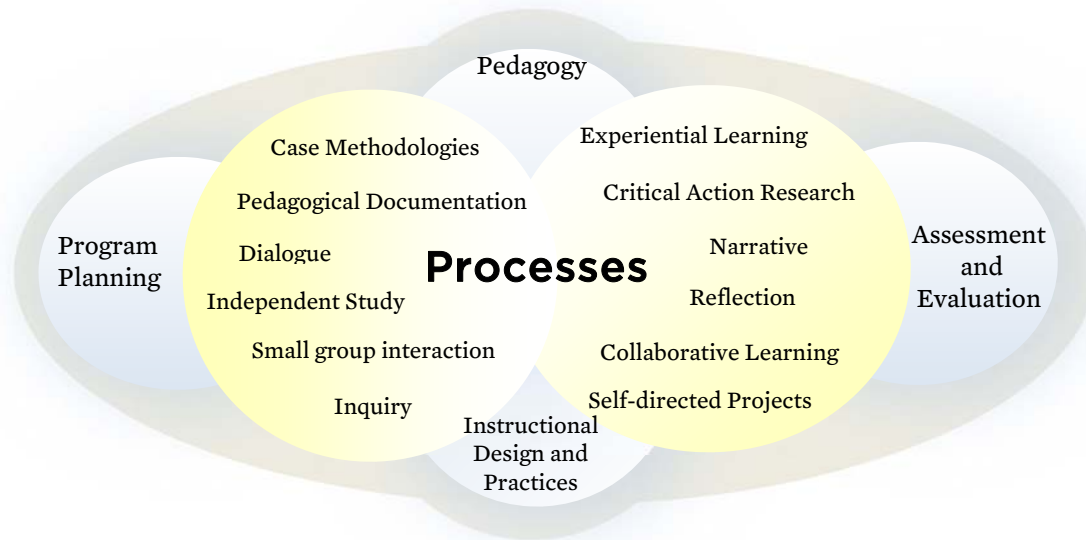 Pedagogy
Case Methodologies
Pedagogical Documentation
Dialogue
Independent Study
Small group interaction
Inquiry
Processes
Experiential Learning
Critical Action Research
Narrative
Reflection
Collaborative Learning
Self-directed Projects
Program
Planning
Assessment
and
Evaluation
Instructional
Design and
Practices